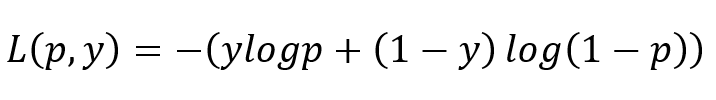 L(p, y) = −(ylogp + (1 − y) log(1 − p))